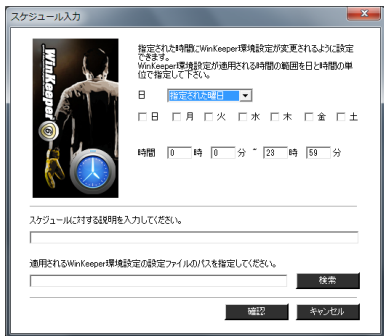 スケジュール入力
指定された時間にWinKeeper環境設定が変更されるように設定
できます。
WinKeeper環境設定が適用される時間の範囲を日と時間の単
位で指定して下さい。
日 指定された曜日
日 月 火 水 木 金 土
時間 0 時 0 分 ~ 23 時 59 分
WinKeeper
スケジュールに対する説明を入力してください。
適用されるWinKeeper環境設定の設定ファイルのパスを指定してください。
検索
確認 キャンセル